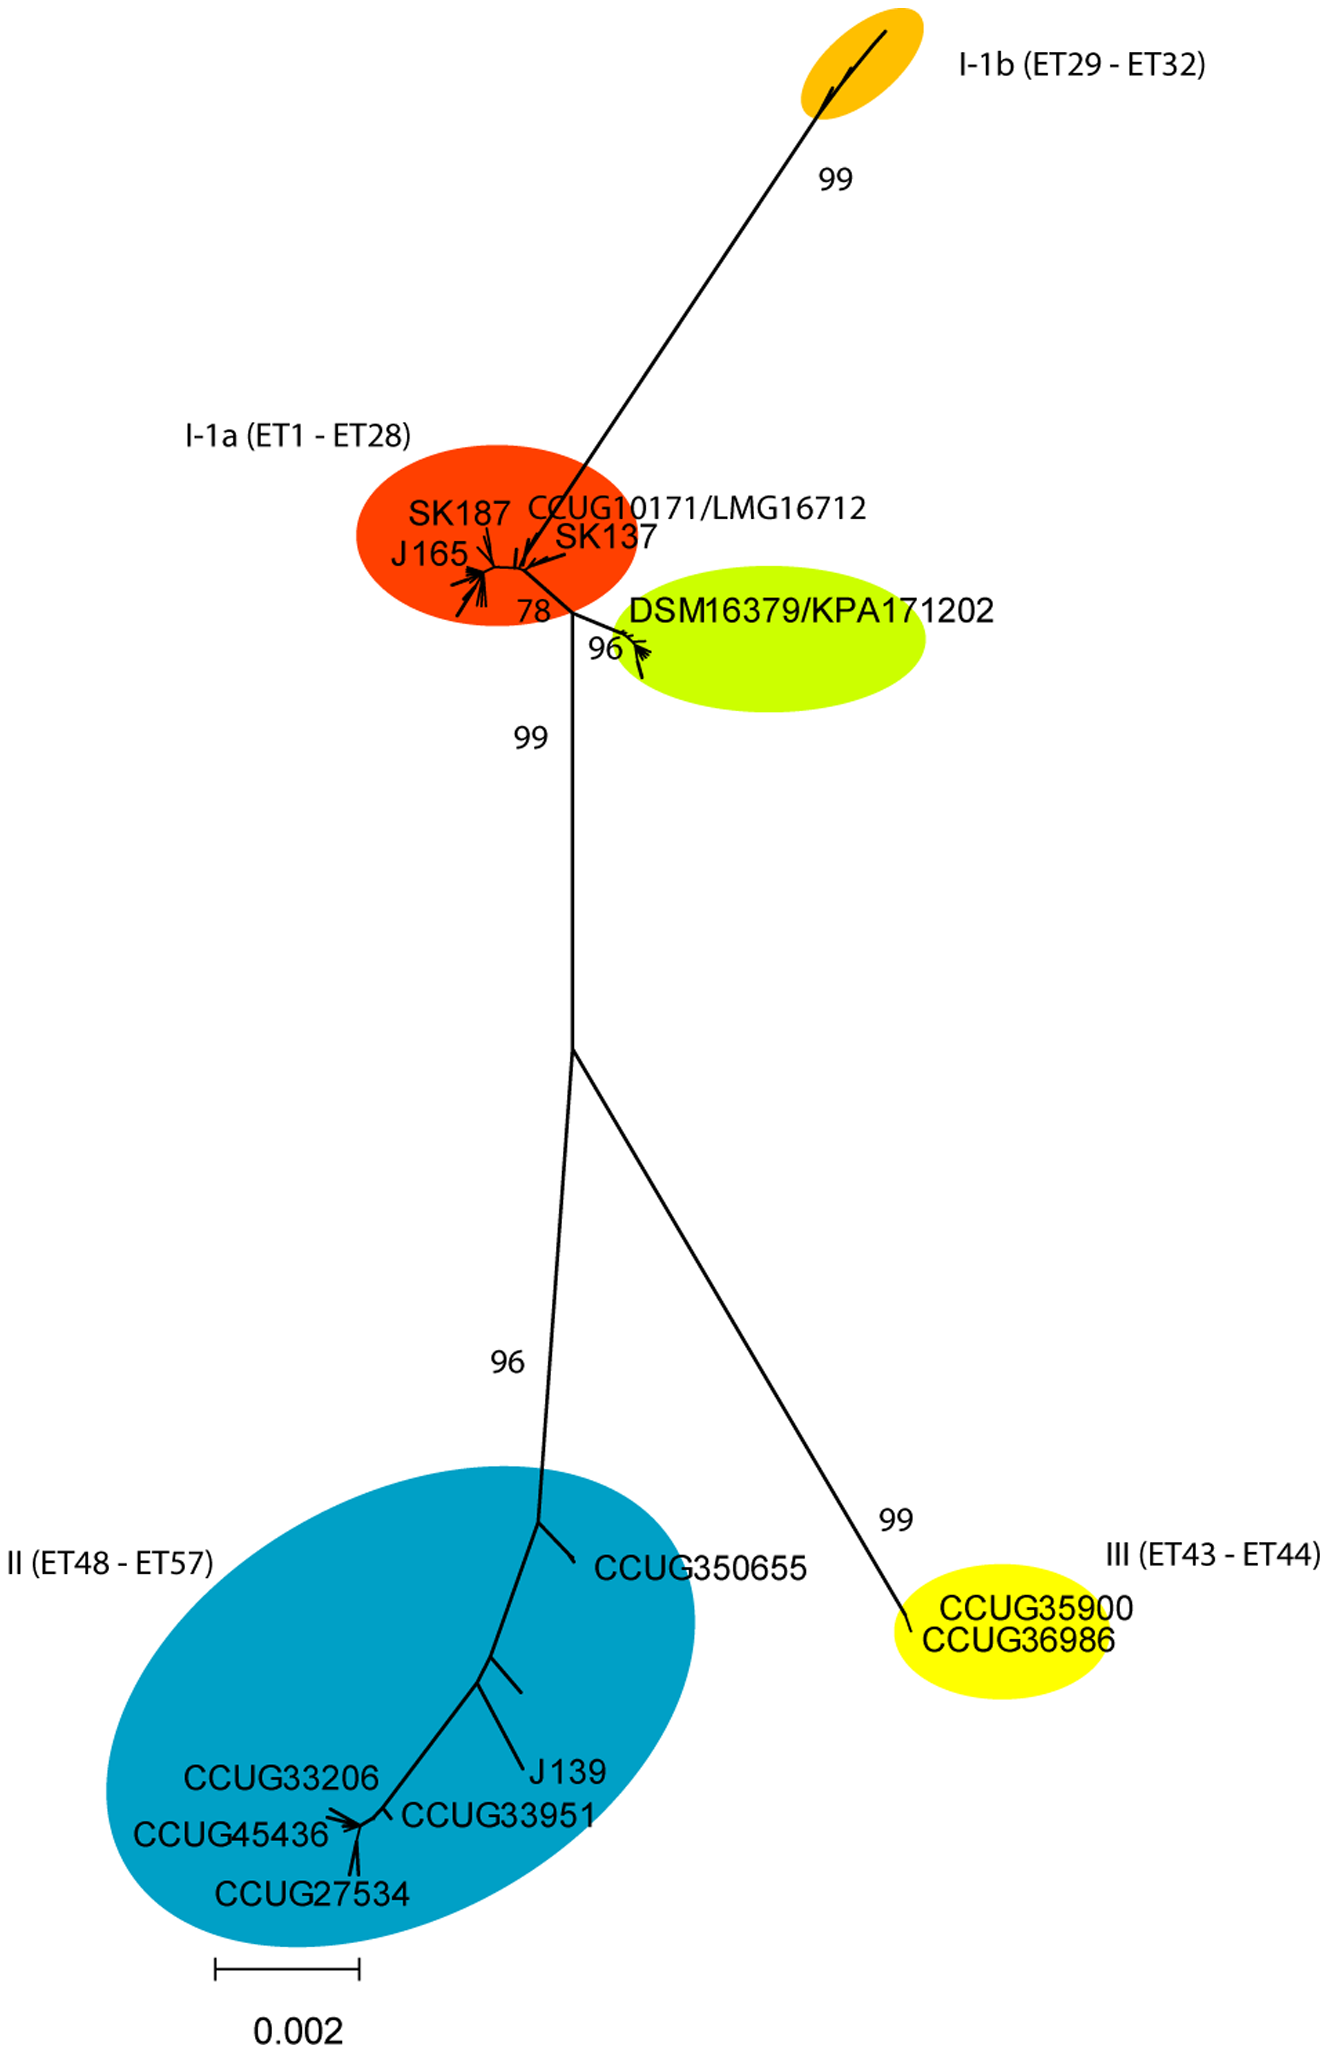 I-1b (ET29 - ET32)
99
I-1a (ET1 - ET28)
SK187
CCUG10171/LMG16712
SK137
J165
78
DSM16379/KPA171202
96
99
96
99
II (ET48 - ET57)
III (ET43 - ET44)
CCUG350655
CCUG35900
CCUG36986
J139
CCUG33206
CCUG33951
CCUG45436
CCUG27534
0.002